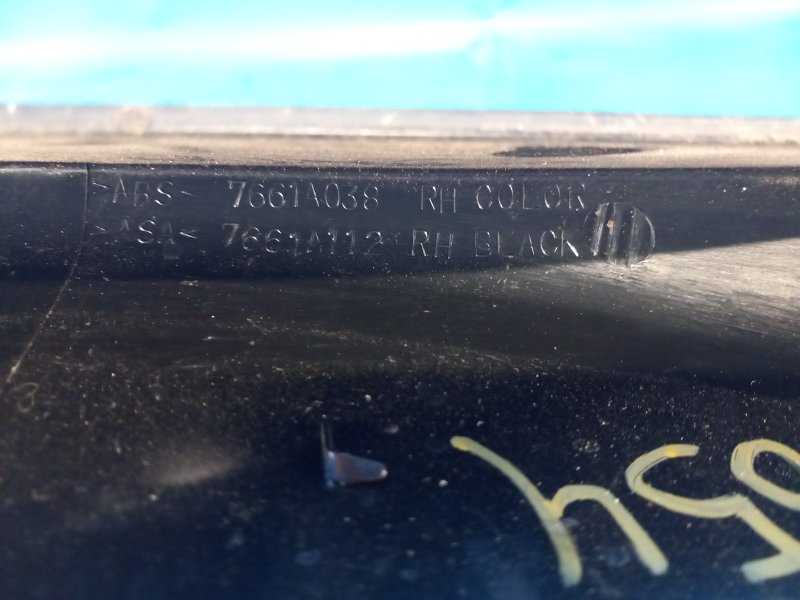 >ABS< 7661A038 RH COLOR
>ASA< 7661A112 RH BLACK